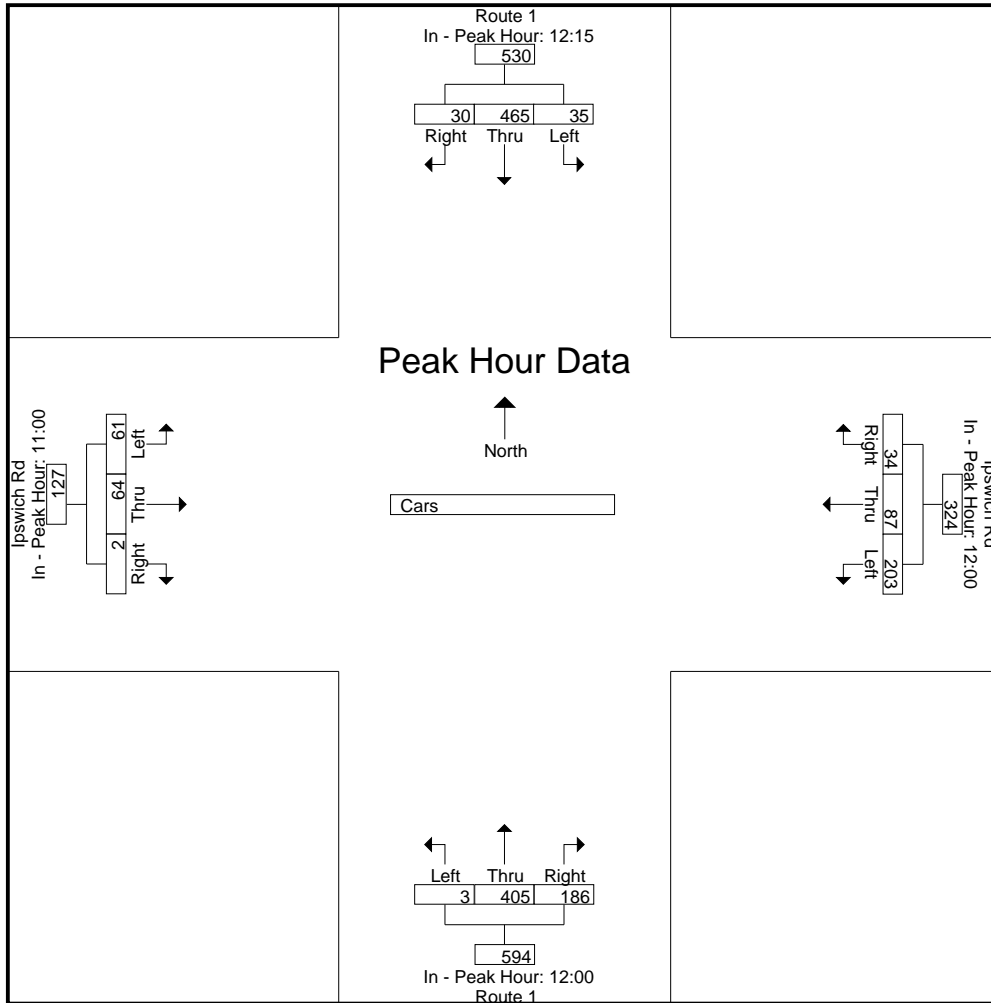 Route 1
In - Peak Hour: 12:15
530
30 465 35
Right Thru Left
Peak Hour Data
North
Cars
Ipswich Rd
In - Peak Hour: 11:00
127
61 64 2
Left Thru Right
Right Thru Left
34 87 203
324
In - Peak Hour: 12:00
Ipswich Rd
Left Thru Right
3 405 186
594
In - Peak Hour: 12:00
Route 1